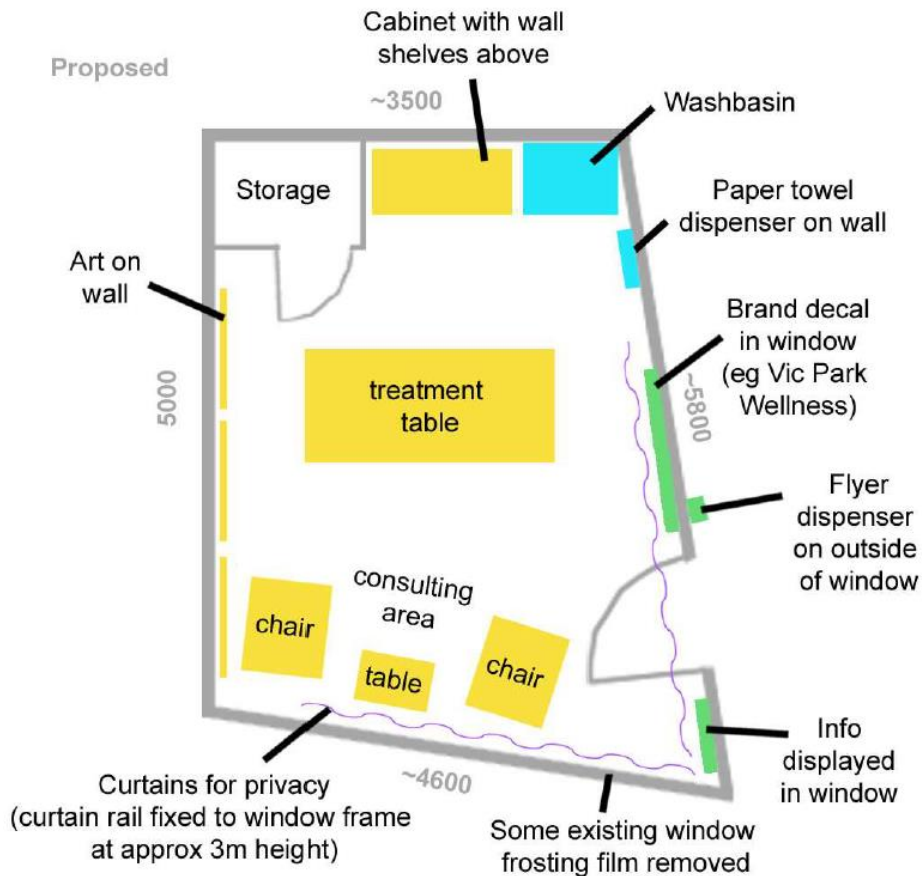 Proposed
Cabinet with wall
shelves above
~3500
Washbasin
Storage
Paper towel
dispenser on wall
Art on
wall
Brand decal
in window
(eg Vic Park
Wellness)
5000
~5800
treatment
table
Flyer
dispenser
on outside
of window
consulting
area
chair
table
chair
Info
displayed
in window
~4600
Curtains for privacy
(curtain rail fixed to window frame
at approx 3m height)
Some existing window
frosting film removed